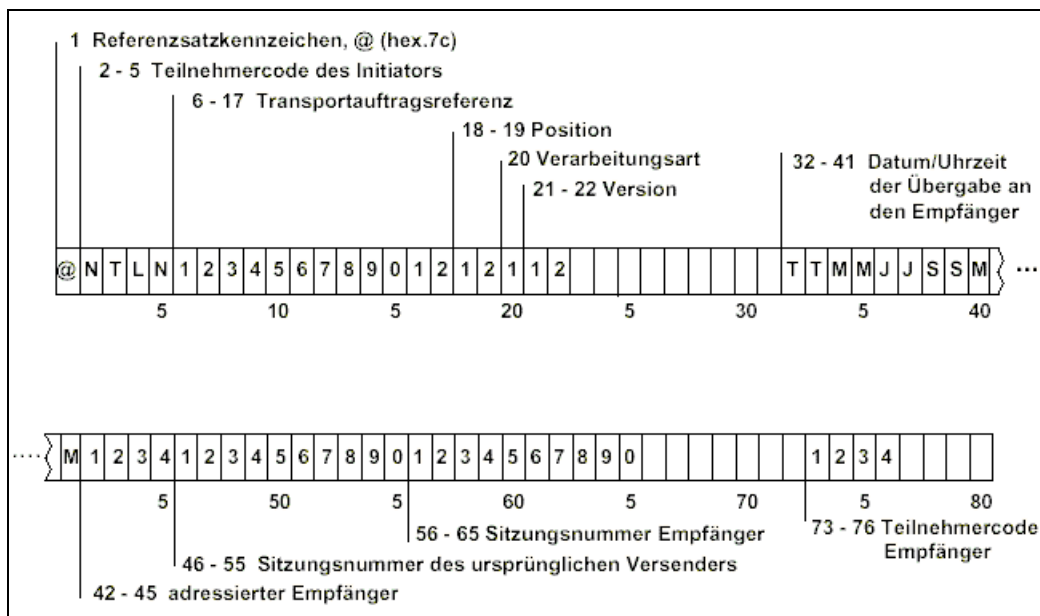 1 Referenzsatzkennzeichen, @ (hex.7c)
2 - 5 Teilnehmercode des Initiators
6 - 17 Transportauftragsreferenz
18 - 19 Position
20 Verarbeitungsart
21 - 22 Version
32 - 41 Datum/Uhrzeit
der Übergabe an
den Empfänger
@ N T L N 1 2 3 4 5 6 7 8 9 0 1 2 1 2 1 1 2 T T M M J J S S M ...
5 10 5 20 5 30 5 40
.... M 1 2 3 4 1 2 3 4 5 6 7 8 9 0 1 2 3 4 5 6 7 8 9 0 1 2 3 4
5 50 5 60 5 70 5 80
56 - 65 Sitzungsnummer Empfänger
73 - 76 Teilnehmercode
Empfänger
46 - 55 Sitzungsnummer des ursprünglichen Versenders
42 - 45 adressierter Empfänger